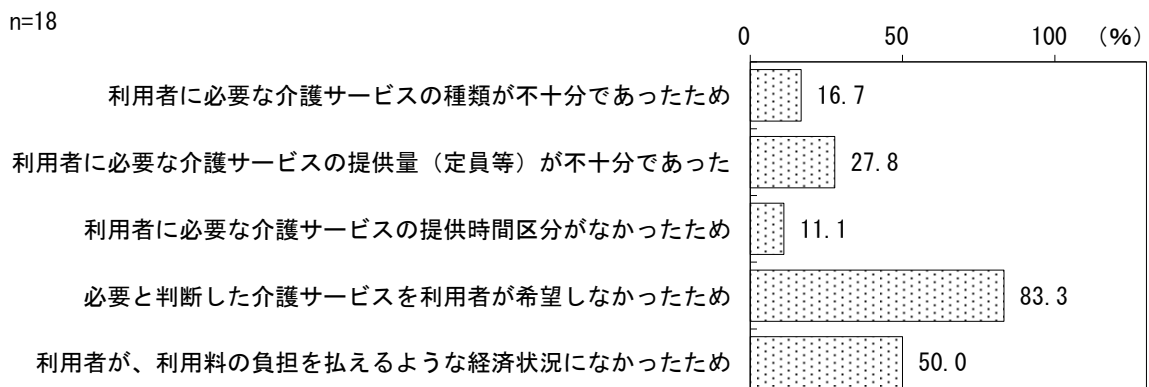 n=18
0 50 100 （％）
利用者に必要な介護サービスの種類が不十分であったため 16.7
利用者に必要な介護サービスの提供量（定員等）が不十分であった 27.8
利用者に必要な介護サービスの提供時間区分がなかったため 11.1
必要と判断した介護サービスを利用者が希望しなかったため 83.3
利用者が、利用料の負担を払えるような経済状況になかったため 50.0